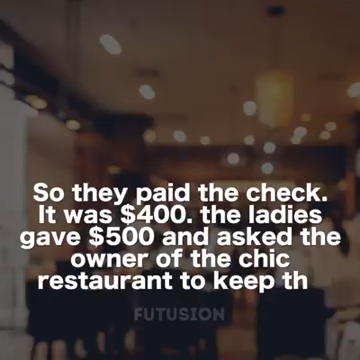 So they paid the check.
It was $400. the ladies
gave $500 and asked the
owner of the chic
restaurant to keep th
FUTUSION